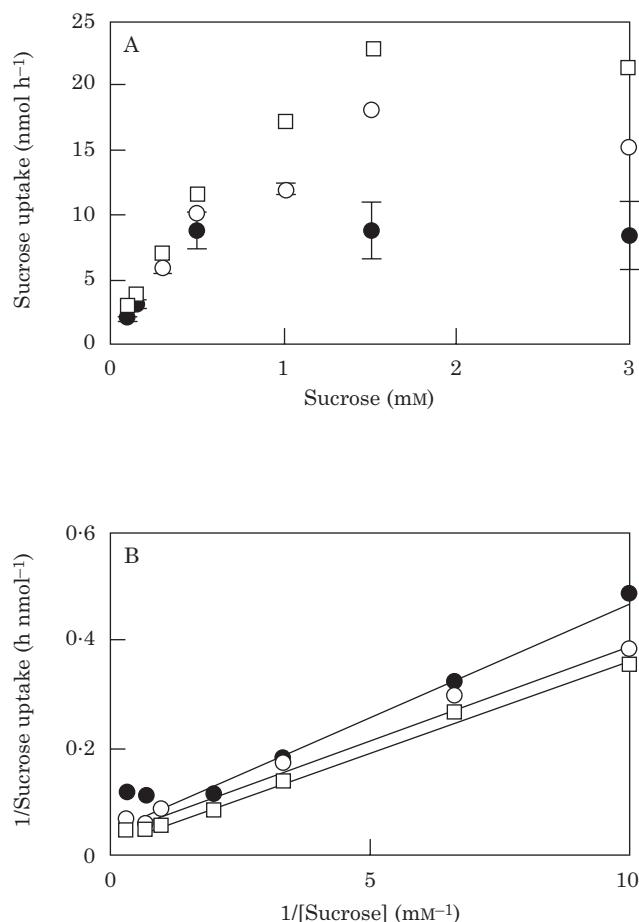 25
A
20
15
10
5
0
Sucrose uptake (nmol h⁻¹)
0 1 2 3
Sucrose (mM)
0·6
B
0·4
0·2
0
1/Sucrose uptake (h nmol⁻¹)
0 5 10
1/[Sucrose] (mM⁻¹)